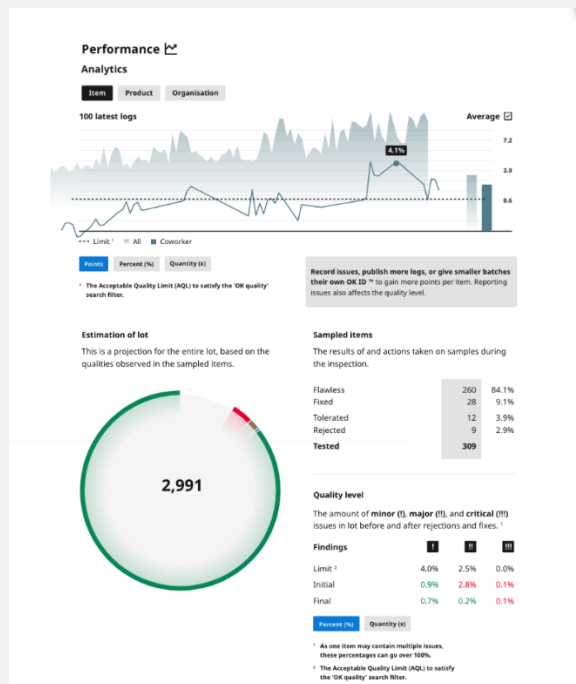 Performance
Analytics
Item Product Organisation
100 latest logs
Average
4.1%
7.2
3.9
0.6
Limit ¹ All Coworker
Points Percent (%) Quantity (x)
¹ The Acceptable Quality Limit (AQL) to satisfy the 'OK quality'
search filter.
Record issues, publish more logs, or give smaller batches
their own OK ID ™ to gain more points per item. Reporting
issues also affects the quality level.
Estimation of lot
This is a projection for the entire lot, based on the
qualities observed in the sampled items.
2,991
Sampled items
The results of and actions taken on samples during
the inspection.
Flawless 260 84.1%
Fixed 28 9.1%
Tolerated 12 3.9%
Rejected 9 2.9%
Tested 309
Quality level
The amount of minor (!), major (!!), and critical (!!!)
issues in lot before and after rejections and fixes. ¹
Findings ! !! !!!
Limit ² 4.0% 2.5% 0.0%
Initial 0.9% 2.8% 0.1%
Final 0.7% 0.2% 0.1%
Percent (%) Quantity (x)
¹ As one item may contain multiple issues,
these percentages can go over 100%.
² The Acceptable Quality Limit (AQL) to satisfy
the 'OK quality' search filter.